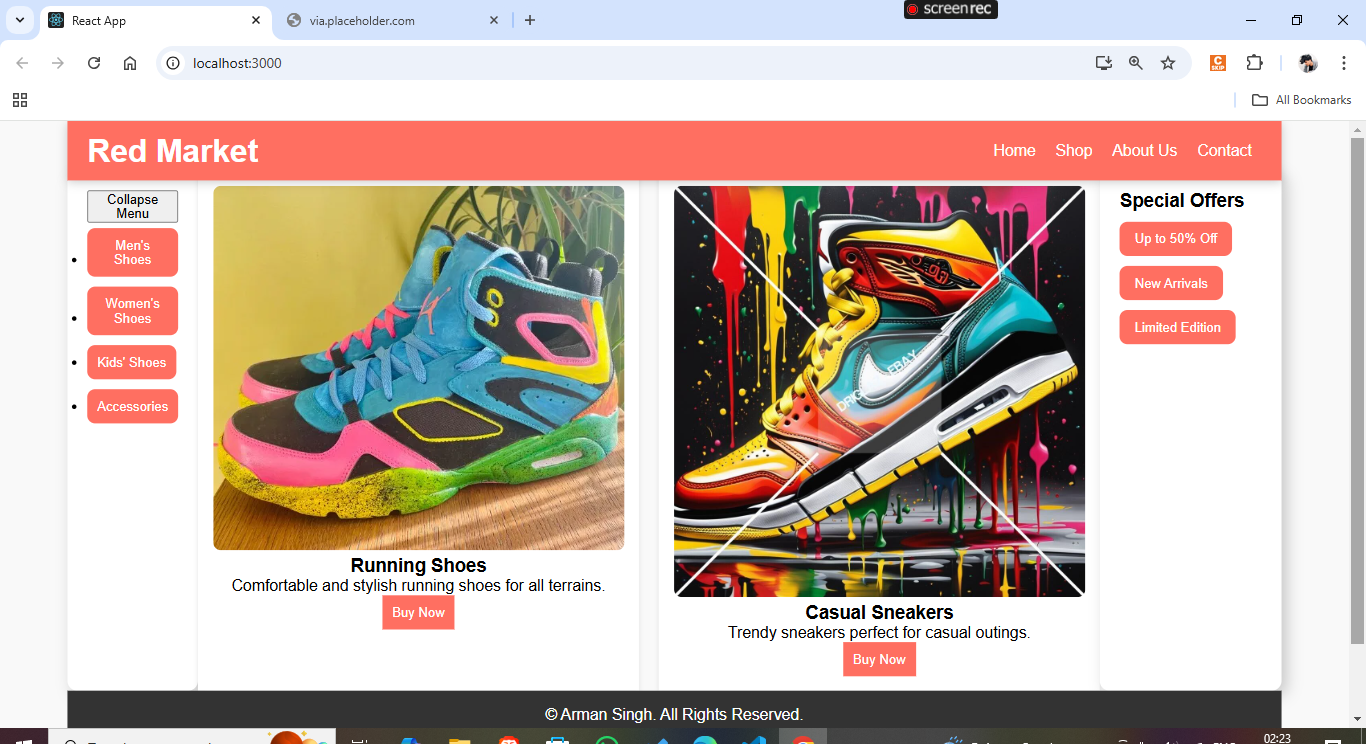 screenrec
React App
via.placeholder.com
localhost:3000
C
SKIP
All Bookmarks
Red Market
Home
Shop
About Us
Contact
Collapse
Menu
Men's
Shoes
Women's
Shoes
Kids' Shoes
Accessories
EBAY
Running Shoes
Comfortable and stylish running shoes for all terrains.
Buy Now
Casual Sneakers
Trendy sneakers perfect for casual outings.
Buy Now
Special Offers
Up to 50% Off
New Arrivals
Limited Edition
© Arman Singh. All Rights Reserved.
02:23